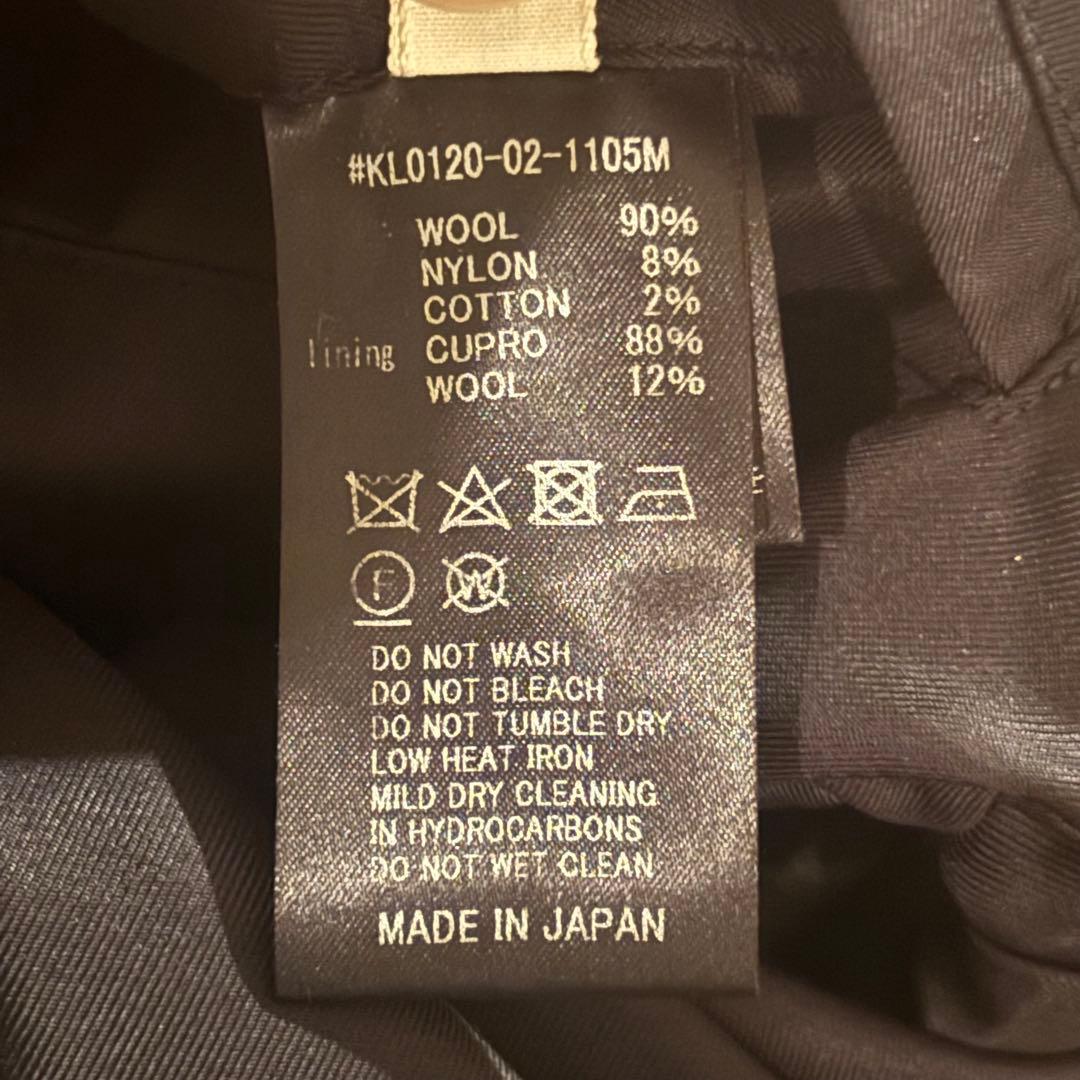 #KL0120-02-1105M
WOOL 90%
NYLON 8%
COTTON 2%
lining CUPRO 88%
WOOL 12%
F W
DO NOT WASH
DO NOT BLEACH
DO NOT TUMBLE DRY
LOW HEAT IRON
MILD DRY CLEANING
IN HYDROCARBONS
DO NOT WET CLEAN
MADE IN JAPAN